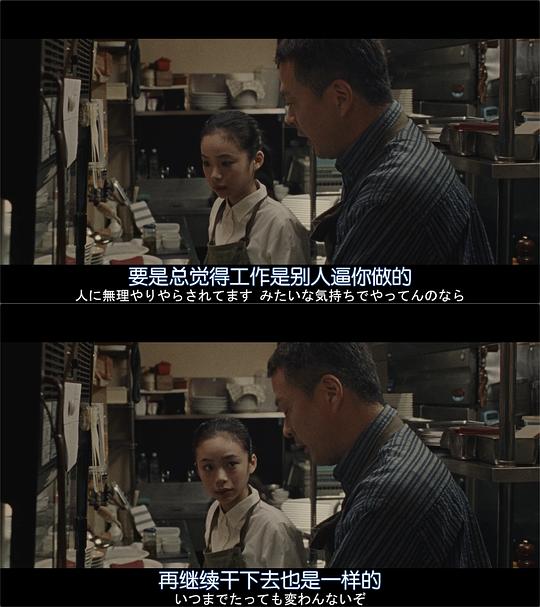 要是总觉得工作是别人逼你做的
人に無理やりやらされてます みたいな気持ちでやってんのなら
再继续干下去也是一样的
いつまでたっても変わんないぞ